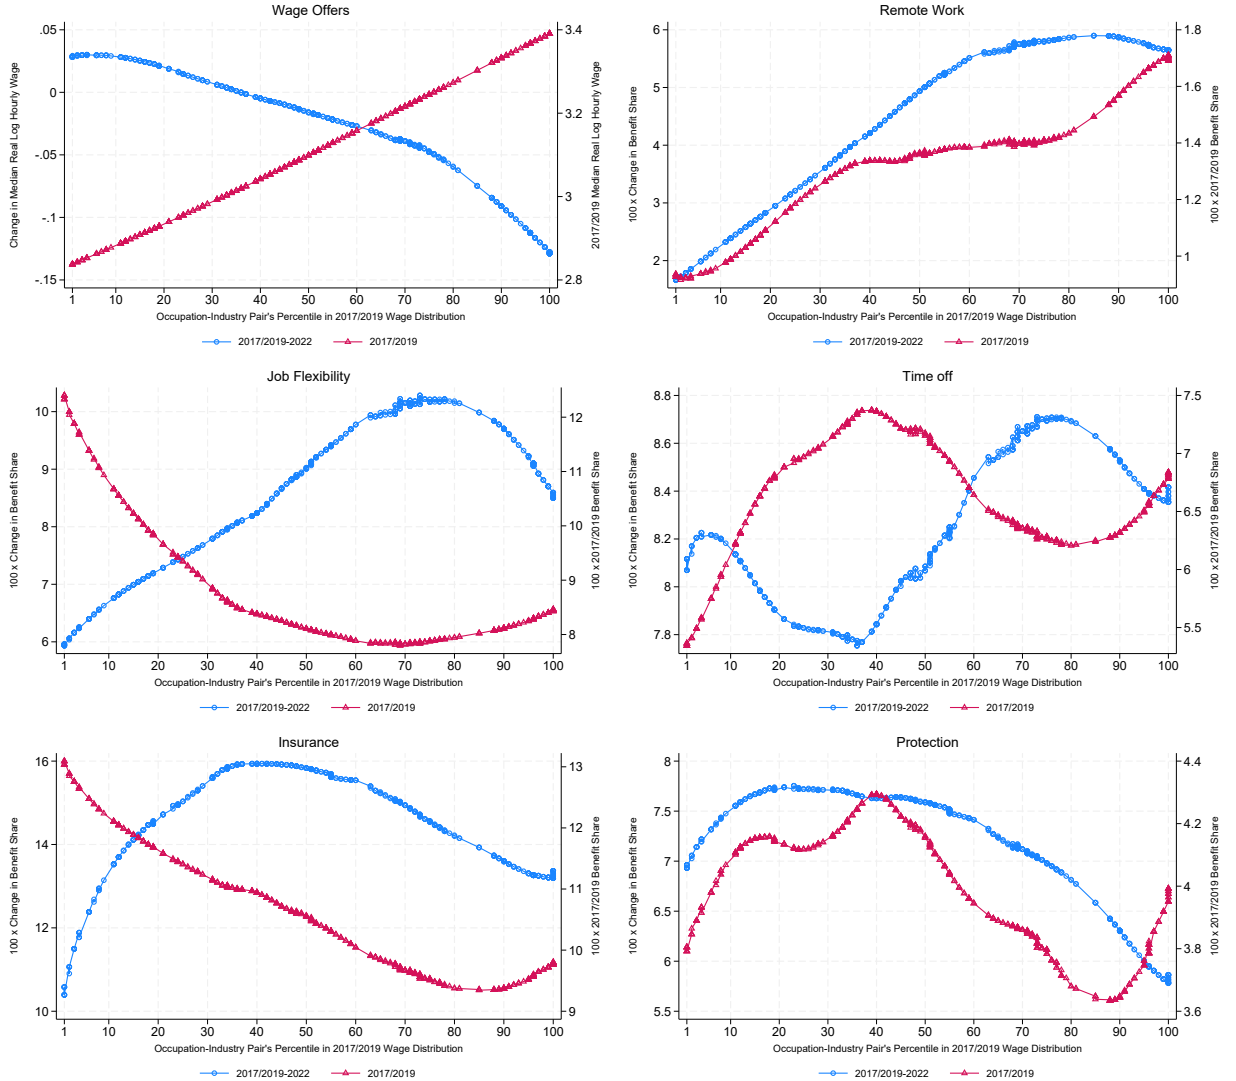 Wage Offers
Change in Median Real Log Hourly Wage
.05
0
-.05
-.1
-.15
3.4
3.2
3
2.8
2017/2019 Median Real Log Hourly Wage
1 10 20 30 40 50 60 70 80 90 100
Occupation-Industry Pair's Percentile in 2017/2019 Wage Distribution
2017/2019-2022 2017/2019
Remote Work
100 x Change in Benefit Share
6
5
4
3
2
1.8
1.6
1.4
1.2
1
100 x 2017/2019 Benefit Share
1 10 20 30 40 50 60 70 80 90 100
Occupation-Industry Pair's Percentile in 2017/2019 Wage Distribution
2017/2019-2022 2017/2019
Job Flexibility
100 x Change in Benefit Share
10
9
8
7
6
12
11
10
9
8
100 x 2017/2019 Benefit Share
1 10 20 30 40 50 60 70 80 90 100
Occupation-Industry Pair's Percentile in 2017/2019 Wage Distribution
2017/2019-2022 2017/2019
Time off
100 x Change in Benefit Share
8.8
8.6
8.4
8.2
8
7.8
7.5
7
6.5
6
5.5
100 x 2017/2019 Benefit Share
1 10 20 30 40 50 60 70 80 90 100
Occupation-Industry Pair's Percentile in 2017/2019 Wage Distribution
2017/2019-2022 2017/2019
Insurance
100 x Change in Benefit Share
16
14
12
10
13
12
11
10
9
100 x 2017/2019 Benefit Share
1 10 20 30 40 50 60 70 80 90 100
Occupation-Industry Pair's Percentile in 2017/2019 Wage Distribution
2017/2019-2022 2017/2019
Protection
100 x Change in Benefit Share
8
7.5
7
6.5
6
5.5
4.4
4.2
4
3.8
3.6
100 x 2017/2019 Benefit Share
1 10 20 30 40 50 60 70 80 90 100
Occupation-Industry Pair's Percentile in 2017/2019 Wage Distribution
2017/2019-2022 2017/2019